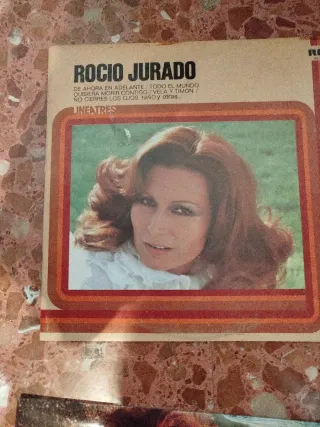 ROCIO JURADO
DE AHORA EN ADELANTE / TODO EL MUNDO
QUISIERA MORIR CONTIGO / VELA Y TIMON /
NO CIERRES LOS OJOS, NIÑO y otras...
LINEATRES